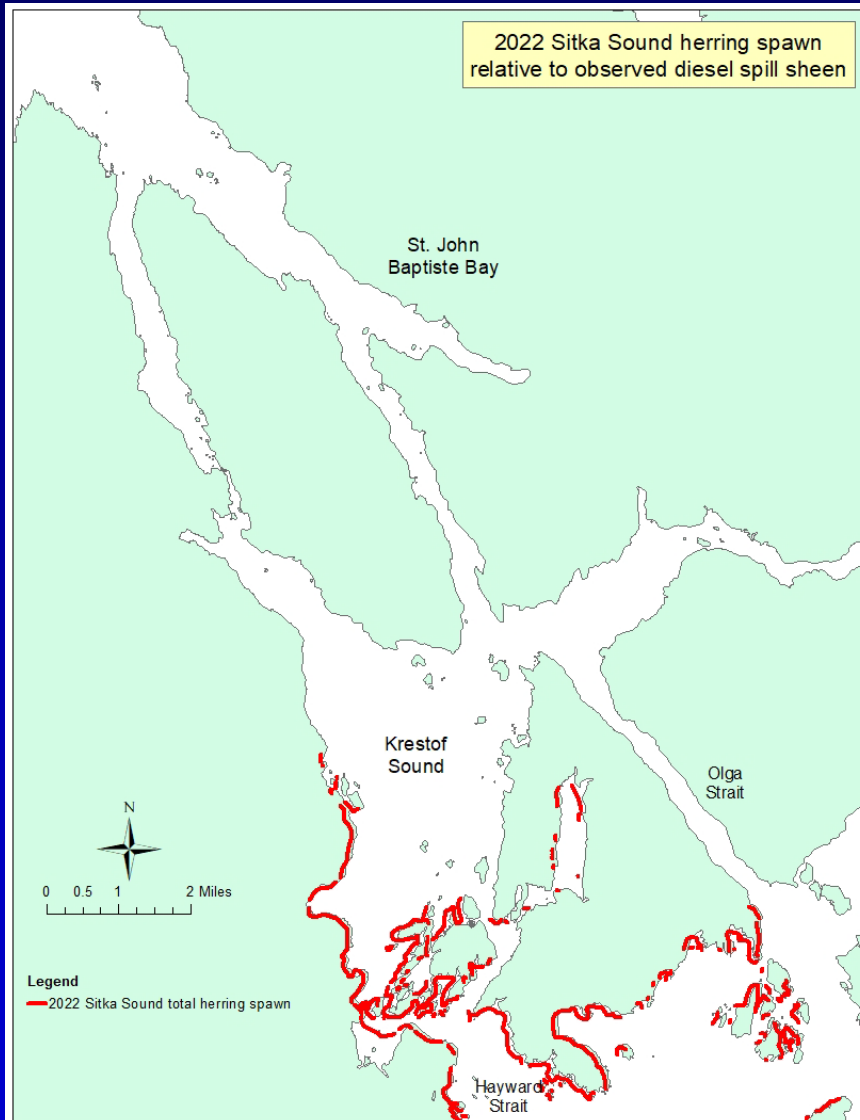 2022 Sitka Sound herring spawn
relative to observed diesel spill sheen
St. John
Baptiste Bay
Krestof
Sound
Olga
Strait
N
0 0.5 1 2 Miles
Legend
2022 Sitka Sound total herring spawn
Hayward
Strait